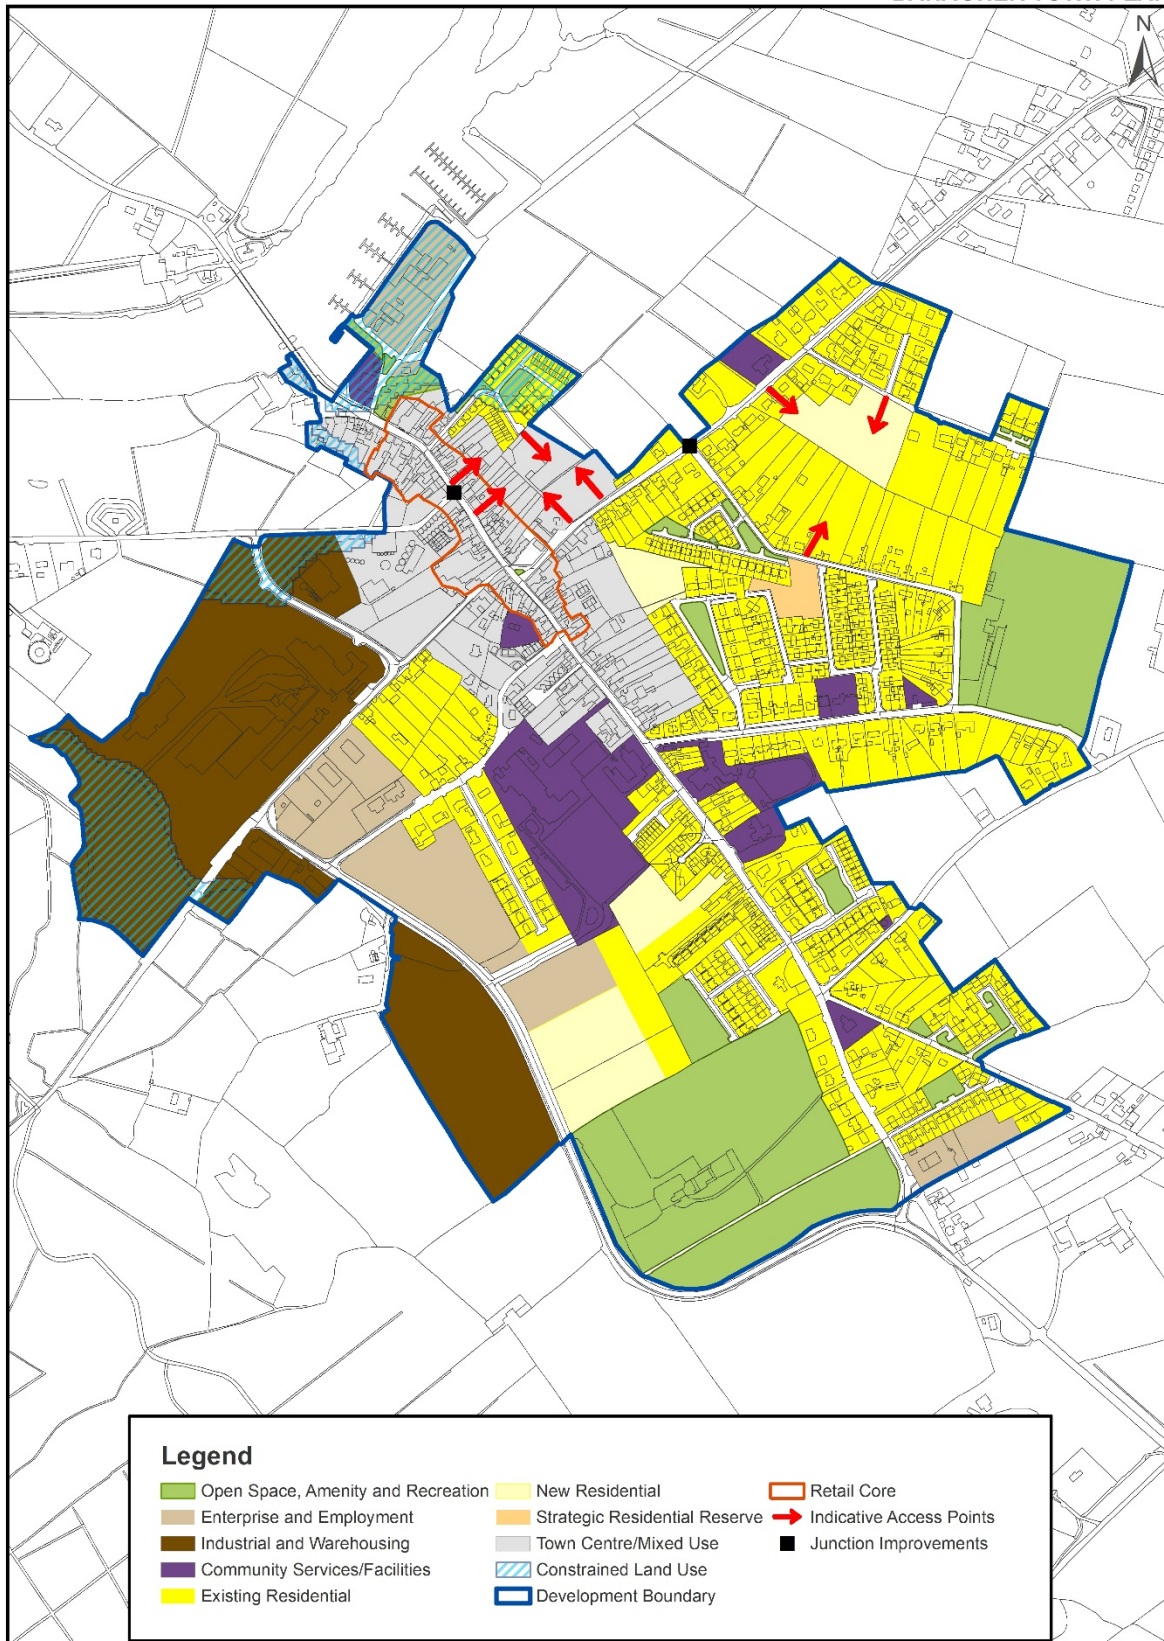 N
Legend
Open Space, Amenity and Recreation
Enterprise and Employment
Industrial and Warehousing
Community Services/Facilities
Existing Residential
New Residential
Strategic Residential Reserve
Town Centre/Mixed Use
Constrained Land Use
Development Boundary
Retail Core
Indicative Access Points
Junction Improvements